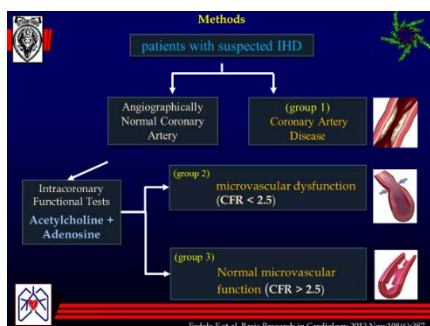 Methods
patients with suspected IHD
Angiographically
Normal Coronary
Artery
(group 1)
Coronary Artery
Disease
(group 2)
microvascular dysfunction
(CFR < 2.5)
Intracoronary
Functional Tests
Acetylcholine +
Adenosine
(group 3)
Normal microvascular
function (CFR > 2.5)